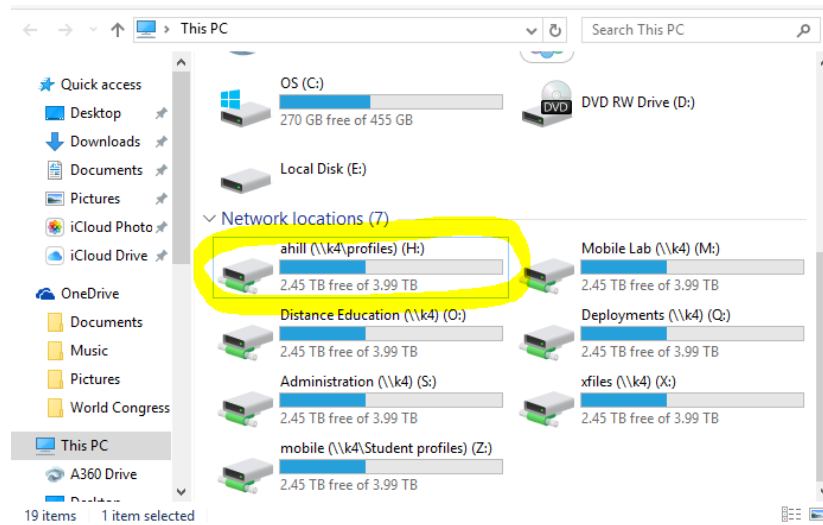 This PC
Search This PC
Quick access
Desktop
Downloads
Documents
Pictures
iCloud Photo
iCloud Drive
OneDrive
Documents
Music
Pictures
World Congress
This PC
A360 Drive
Desktop
OS (C:)
270 GB free of 455 GB
DVD
DVD RW Drive (D:)
Local Disk (E:)
Network locations (7)
ahill (\\k4\profiles) (H:)
2.45 TB free of 3.99 TB
Mobile Lab (\\k4) (M:)
2.45 TB free of 3.99 TB
Distance Education (\\k4) (O:)
2.45 TB free of 3.99 TB
Deployments (\\k4) (Q:)
2.45 TB free of 3.99 TB
Administration (\\k4) (S:)
2.45 TB free of 3.99 TB
xfiles (\\k4) (X:)
2.45 TB free of 3.99 TB
mobile (\\k4\Student profiles) (Z:)
2.45 TB free of 3.99 TB
19 items
1 item selected